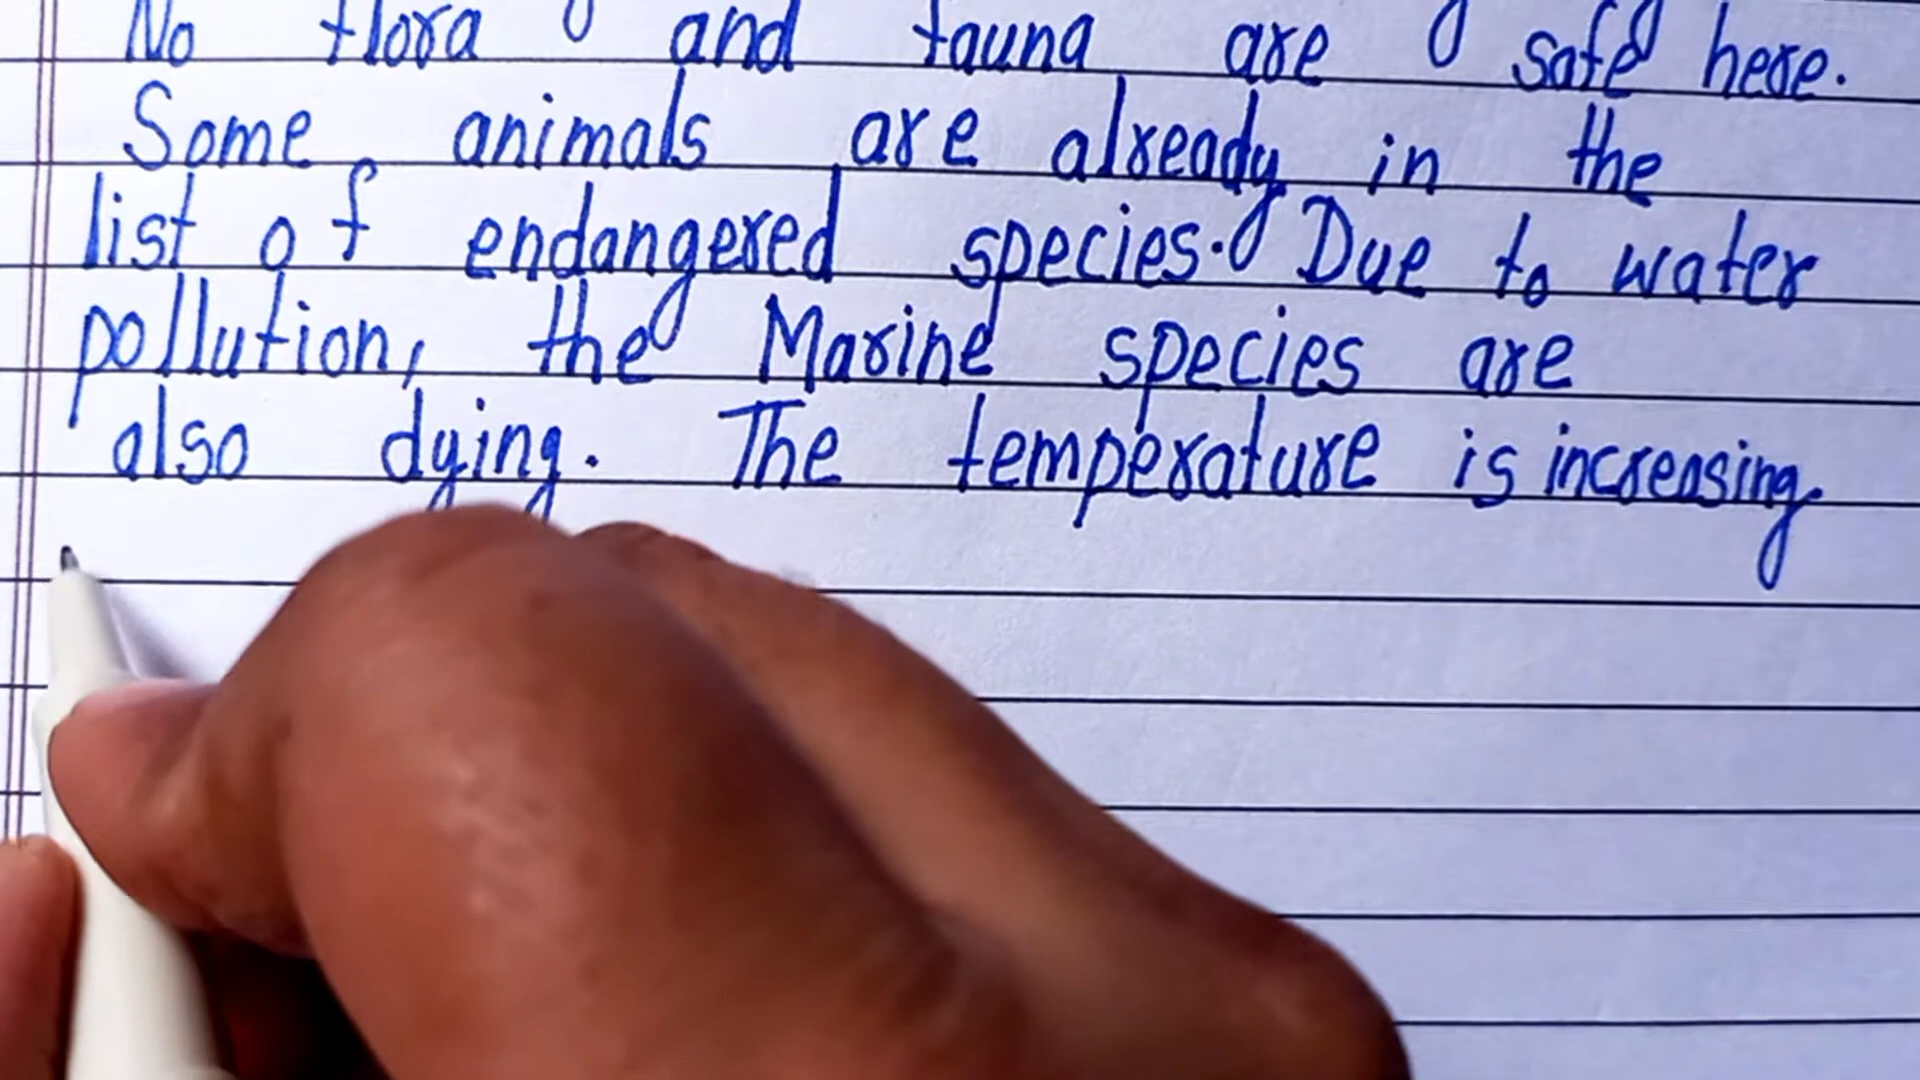 No flora and fauna are safe here.
Some animals are already in the
list of endangered species. Due to water
pollution, the Marine species are
also dying. The temperature is increasing.